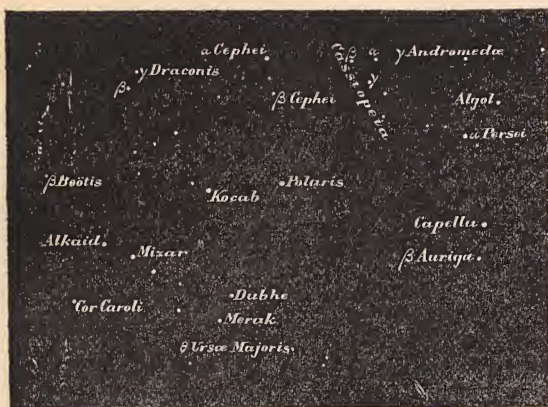 α Cephei
γ Draconis
β
β Cephei
β α
γ
Cassiopeia
γ Andromedæ
Algol
α Persei
β Boötis
Kocab
Polaris
Capella
Alkaid
Mizar
β Auriga
Cor Caroli
Dubhe
Merak
θ Ursæ Majoris